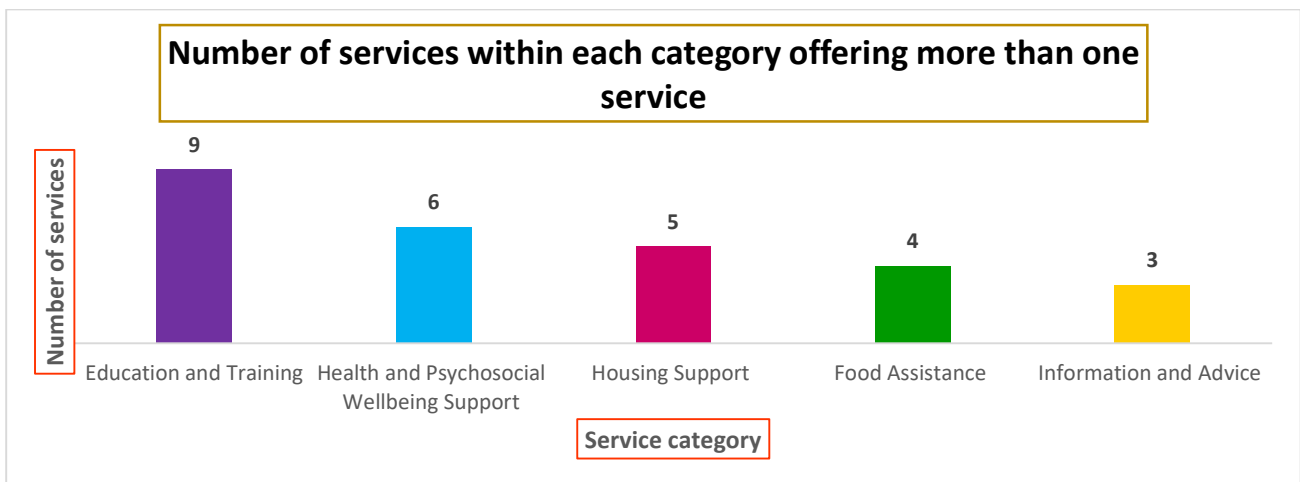 Number of services within each category offering more than one
service
Number of services
9
6
5
4
3
Education and Training
Health and Psychosocial
Wellbeing Support
Housing Support
Food Assistance
Information and Advice
Service category